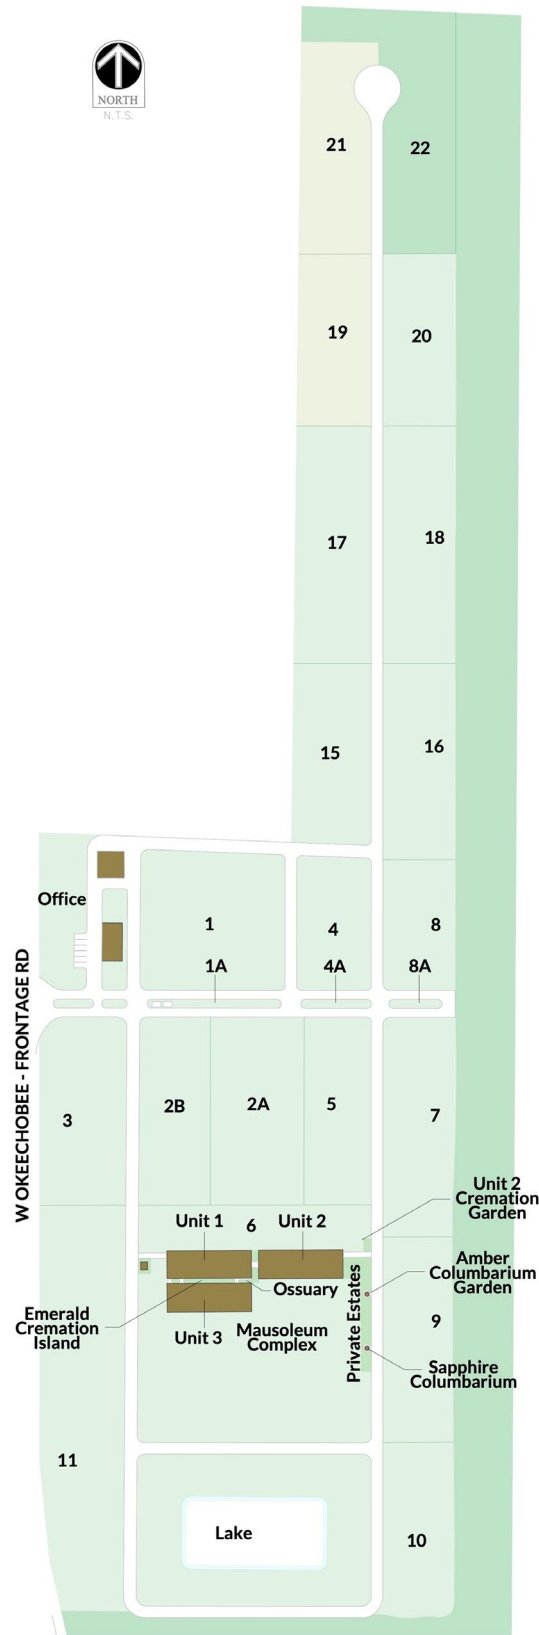 NORTH
N.T.S.
21
22
19
20
17
18
15
16
Office
1
4
8
1A
4A
8A
W OKEECHOBEE - FRONTAGE RD
3
2B
2A
5
7
Unit 2
Cremation
Garden
Unit 1
6
Unit 2
Amber
Columbarium
Garden
Ossuary
Private Estates
Emerald
Cremation
Island
Unit 3
Mausoleum
Complex
9
Sapphire
Columbarium
11
Lake
10